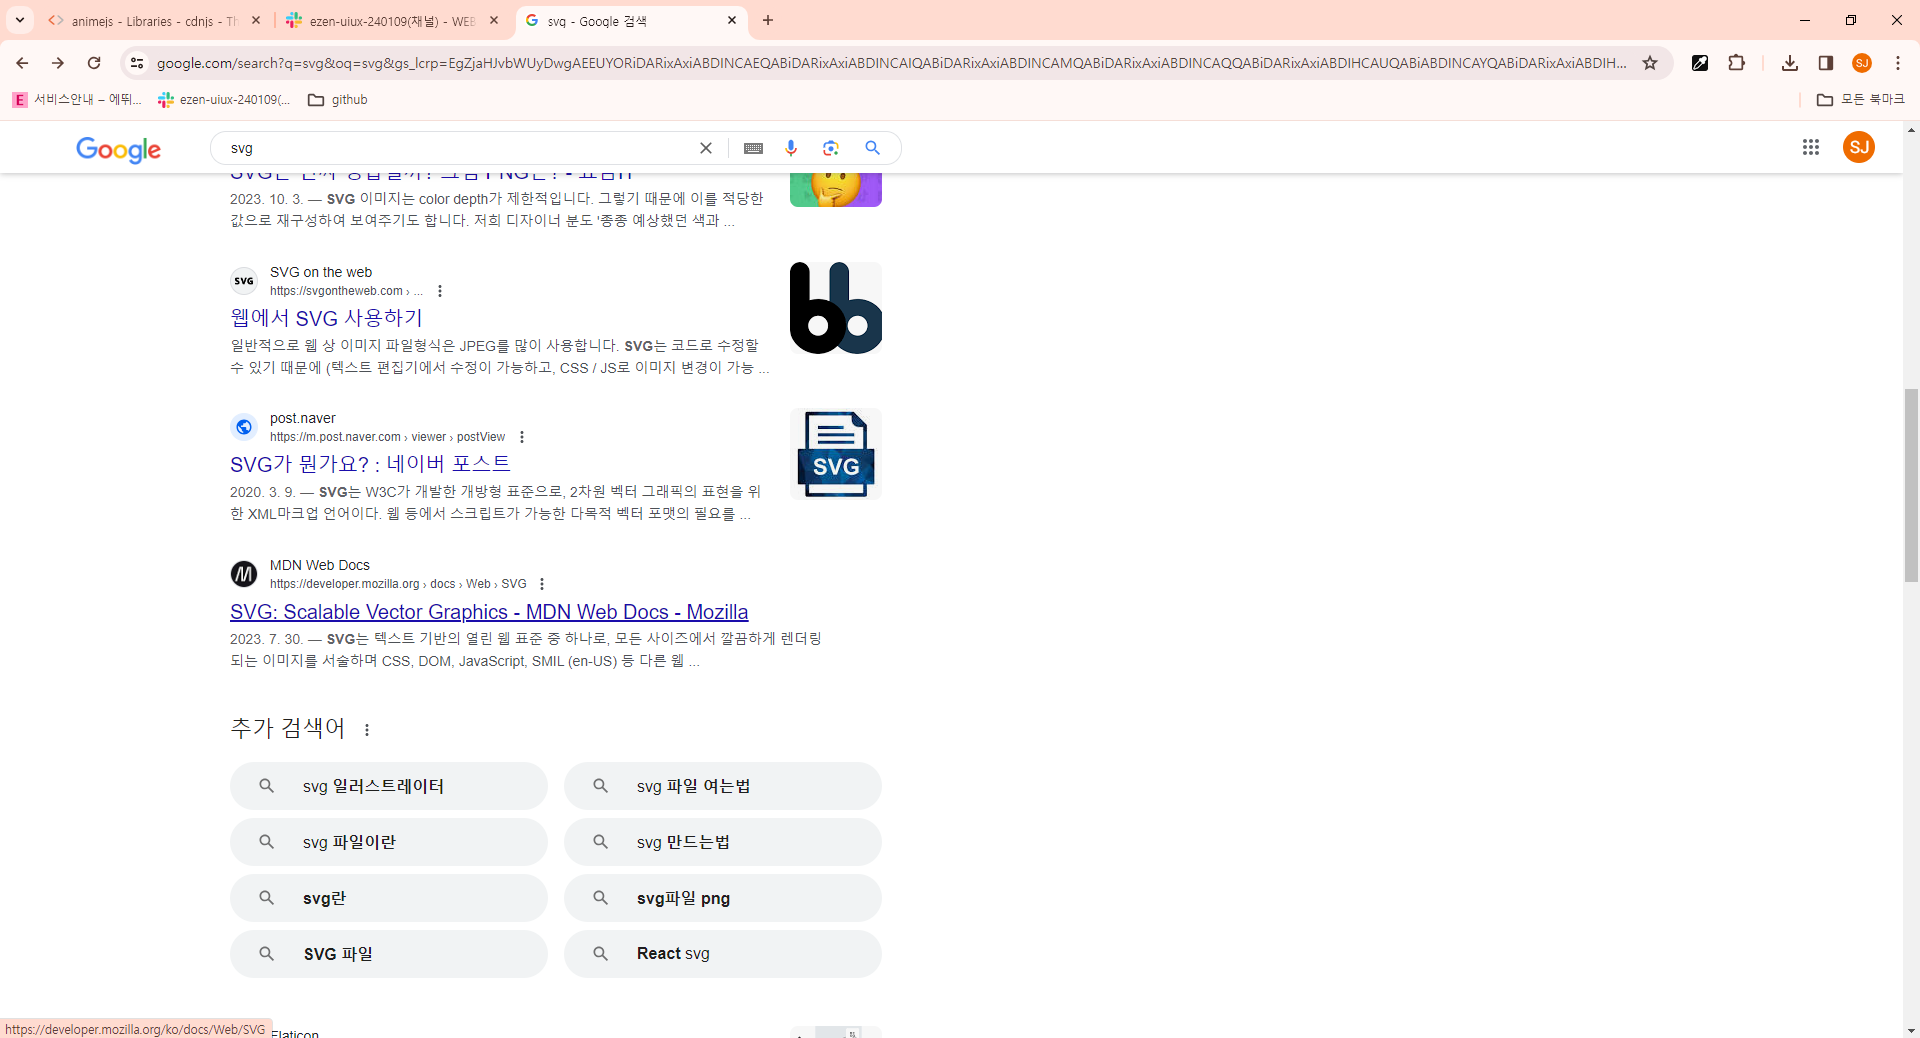 animejs - Libraries - cdnjs - Th
ezen-uiux-240109(채널) - WEB
svg - Google 검색
google.com/search?q=svg&oq=svg&gs_lcrp=EgZjaHJvbWUyDwgAEEUYORiDARixAxiABDINCAEQABiDARixAxiABDINCAIQABiDARixAxiABDINCAMQABiDARixAxiABDINCAQQABiDARixAxiABDIHCAUQABiABDINCAYQABiDARixAxiABDIH...
SJ
E 서비스안내 – 에뛰...
ezen-uiux-240109(...
github
모든 북마크
Google
svg
SJ
2023. 10. 3. — SVG 이미지는 color depth가 제한적입니다. 그렇기 때문에 이를 적당한
값으로 재구성하여 보여주기도 합니다. 저희 디자이너 분도 '종종 예상했던 색과 ...
SVG
SVG on the web
https://svgontheweb.com › ...
웹에서 SVG 사용하기
일반적으로 웹 상 이미지 파일형식은 JPEG를 많이 사용합니다. SVG는 코드로 수정할
수 있기 때문에 (텍스트 편집기에서 수정이 가능하고, CSS / JS로 이미지 변경이 가능 ...
post.naver
https://m.post.naver.com › viewer › postView
SVG가 뭔가요? : 네이버 포스트
2020. 3. 9. — SVG는 W3C가 개발한 개방형 표준으로, 2차원 벡터 그래픽의 표현을 위
한 XML마크업 언어이다. 웹 등에서 스크립트가 가능한 다목적 벡터 포맷의 필요를 ...
SVG
MDN Web Docs
https://developer.mozilla.org › docs › Web › SVG
SVG: Scalable Vector Graphics - MDN Web Docs - Mozilla
2023. 7. 30. — SVG는 텍스트 기반의 열린 웹 표준 중 하나로, 모든 사이즈에서 깔끔하게 렌더링
되는 이미지를 서술하며 CSS, DOM, JavaScript, SMIL (en-US) 등 다른 웹 ...
추가 검색어
svg 일러스트레이터
svg 파일 여는법
svg 파일이란
svg 만드는법
svg란
svg파일 png
SVG 파일
React svg
https://developer.mozilla.org/ko/docs/Web/SVG
Flaticon